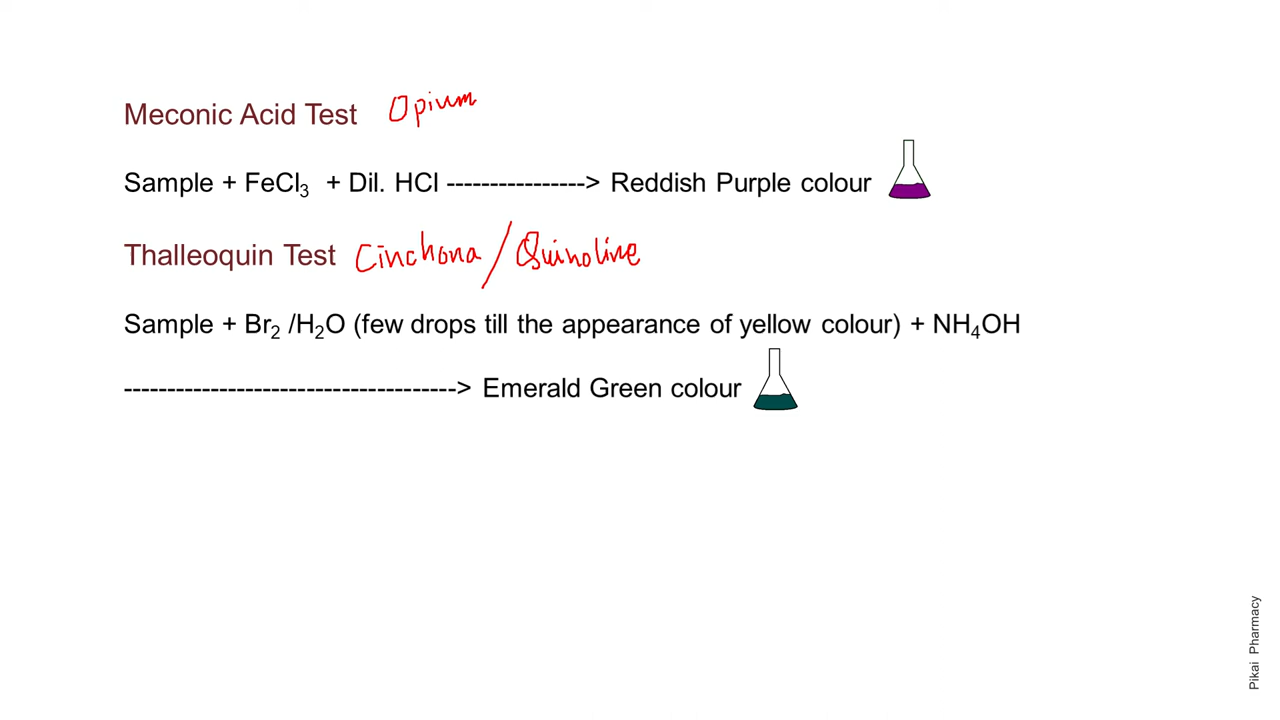 Meconic Acid Test Opium
Sample + FeCl₃ + Dil. HCl ----------------> Reddish Purple colour
Thalleoquin Test Cinchona / Quinoline
Sample + Br₂ /H₂O (few drops till the appearance of yellow colour) + NH₄OH
--------------------------------------> Emerald Green colour
Pikai Pharmacy